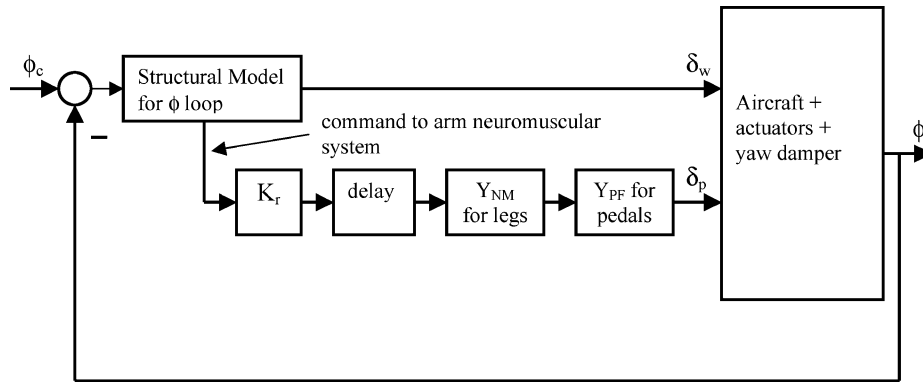 ϕc
Structural Model
for ϕ loop
δw
Aircraft +
actuators +
yaw damper
ϕ
−
command to arm neuromuscular
system
Kr
delay
YNM
for legs
YPF for
pedals
δp